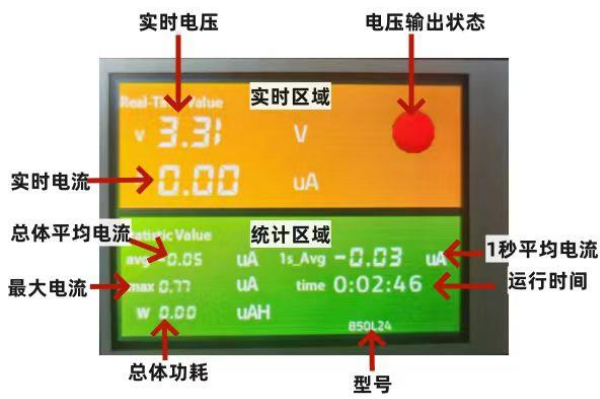 实时电压
电压输出状态
Real-Time Value
实时区域
V 3.31 V
实时电流
0.00 uA
总体平均电流
Statistic Value
统计区域
avg -0.05 uA
1s_Avg -0.03 uA
1秒平均电流
最大电流
max 0.77 uA
time 0:02:46
运行时间
W 0.00 uAH
850L24
总体功耗
型号